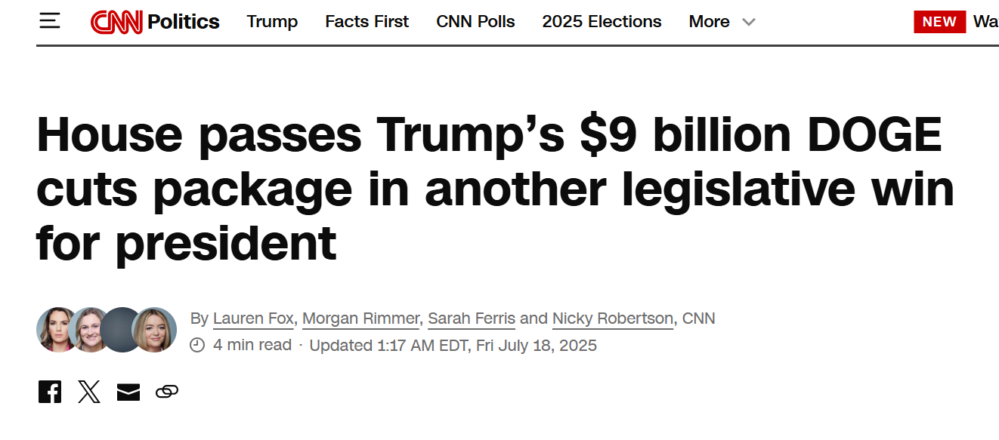 CNN Politics Trump Facts First CNN Polls 2025 Elections More NEW
House passes Trump’s $9 billion DOGE
cuts package in another legislative win
for president
By Lauren Fox, Morgan Rimmer, Sarah Ferris and Nicky Robertson, CNN
4 min read · Updated 1:17 AM EDT, Fri July 18, 2025